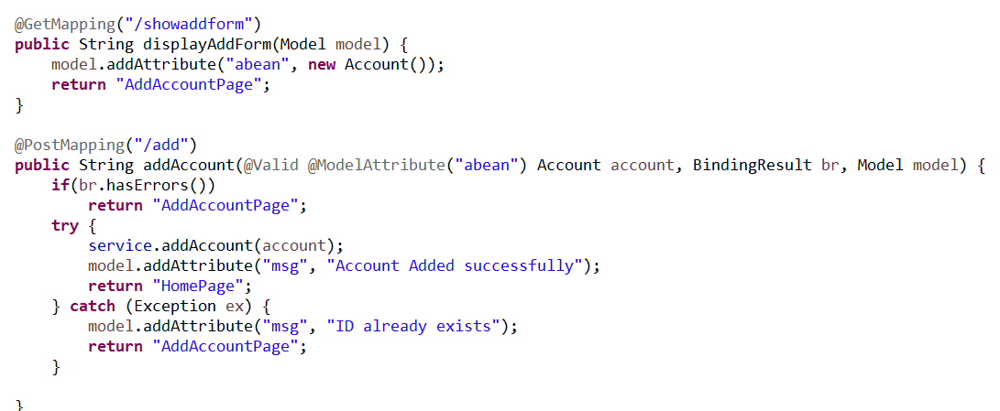 @GetMapping("/showaddform")
public String displayAddForm(Model model) {
    model.addAttribute("abean", new Account());
    return "AddAccountPage";
}

@PostMapping("/add")
public String addAccount(@Valid @ModelAttribute("abean") Account account, BindingResult br, Model model) {
    if(br.hasErrors())
        return "AddAccountPage";
    try {
        service.addAccount(account);
        model.addAttribute("msg", "Account Added successfully");
        return "HomePage";
    } catch (Exception ex) {
        model.addAttribute("msg", "ID already exists");
        return "AddAccountPage";
    }

}